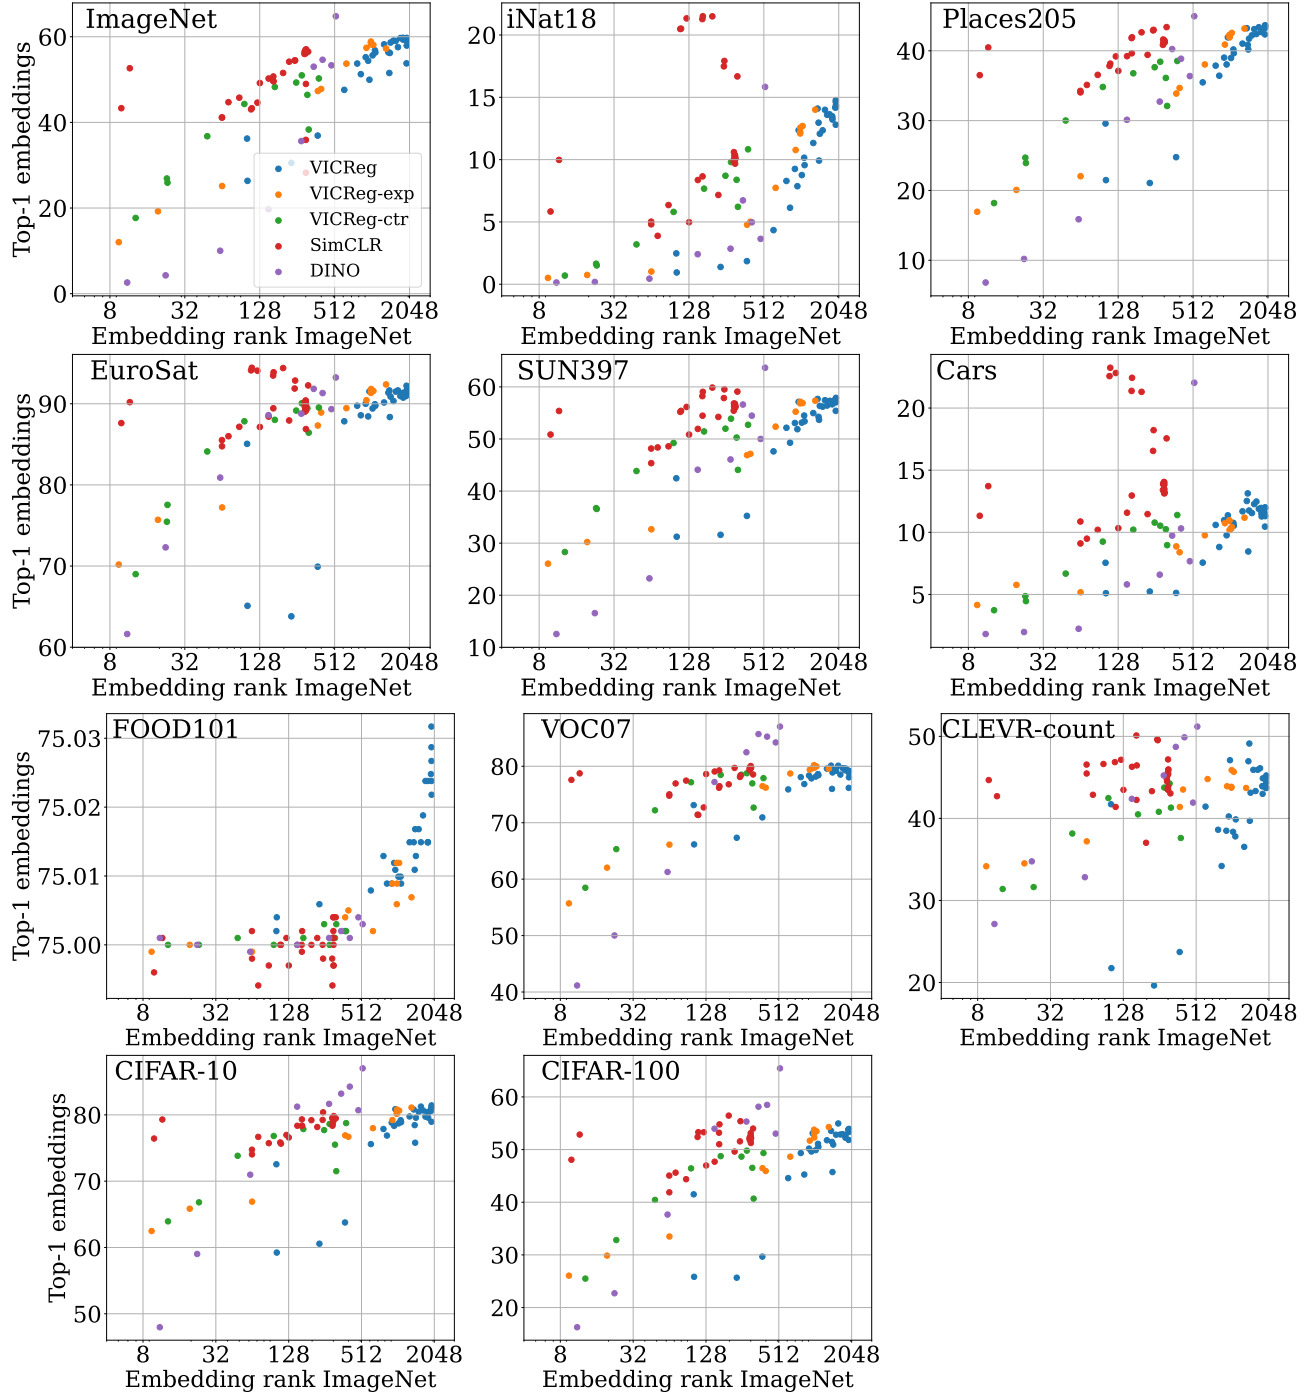 ImageNet
iNat18
Places205
Top-1 embeddings
60
40
20
0
20
15
10
5
0
40
30
20
10
VICReg
VICReg-exp
VICReg-ctr
SimCLR
DINO
8 32 128 512 2048
8 32 128 512 2048
8 32 128 512 2048
Embedding rank ImageNet
Embedding rank ImageNet
Embedding rank ImageNet
EuroSat
SUN397
Cars
Top-1 embeddings
90
80
70
60
60
50
40
30
20
10
20
15
10
5
8 32 128 512 2048
8 32 128 512 2048
8 32 128 512 2048
Embedding rank ImageNet
Embedding rank ImageNet
Embedding rank ImageNet
FOOD101
VOC07
CLEVR-count
Top-1 embeddings
75.03
75.02
75.01
75.00
80
70
60
50
40
50
40
30
20
8 32 128 512 2048
8 32 128 512 2048
8 32 128 512 2048
Embedding rank ImageNet
Embedding rank ImageNet
Embedding rank ImageNet
CIFAR-10
CIFAR-100
Top-1 embeddings
80
70
60
50
60
50
40
30
20
8 32 128 512 2048
8 32 128 512 2048
Embedding rank ImageNet
Embedding rank ImageNet